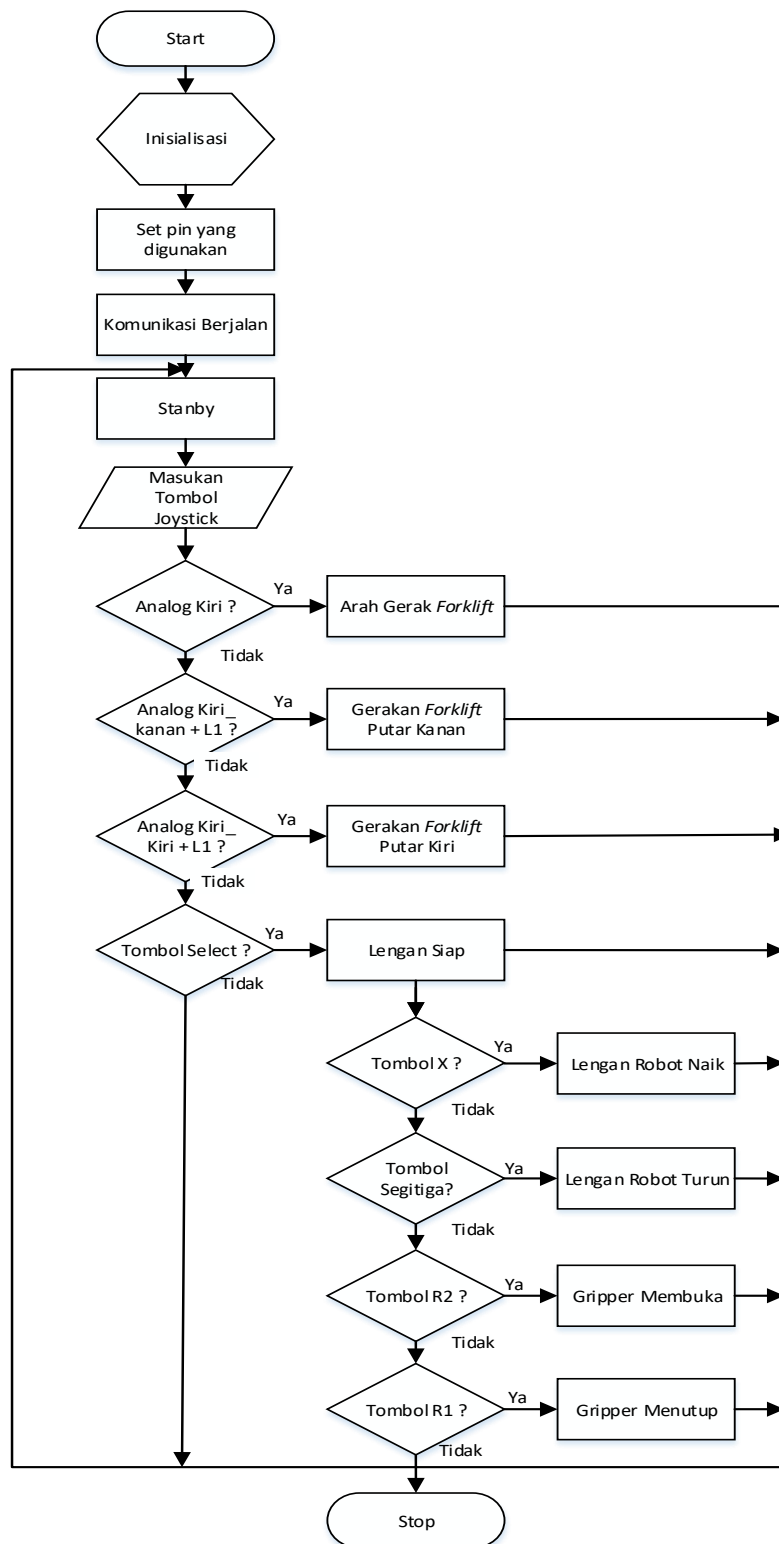 Start
Inisialisasi
Set pin yang
digunakan
Komunikasi Berjalan
Stanby
Masukan
Tombol
Joystick
Analog Kiri ?
Ya
Arah Gerak Forklift
Tidak
Analog Kiri_
kanan + L1 ?
Ya
Gerakan Forklift
Putar Kanan
Tidak
Analog Kiri_
Kiri + L1 ?
Ya
Gerakan Forklift
Putar Kiri
Tidak
Tombol Select ?
Ya
Lengan Siap
Tidak
Tombol X ?
Ya
Lengan Robot Naik
Tidak
Tombol
Segitiga?
Ya
Lengan Robot Turun
Tidak
Tombol R2 ?
Ya
Gripper Membuka
Tidak
Tombol R1 ?
Ya
Gripper Menutup
Tidak
Stop